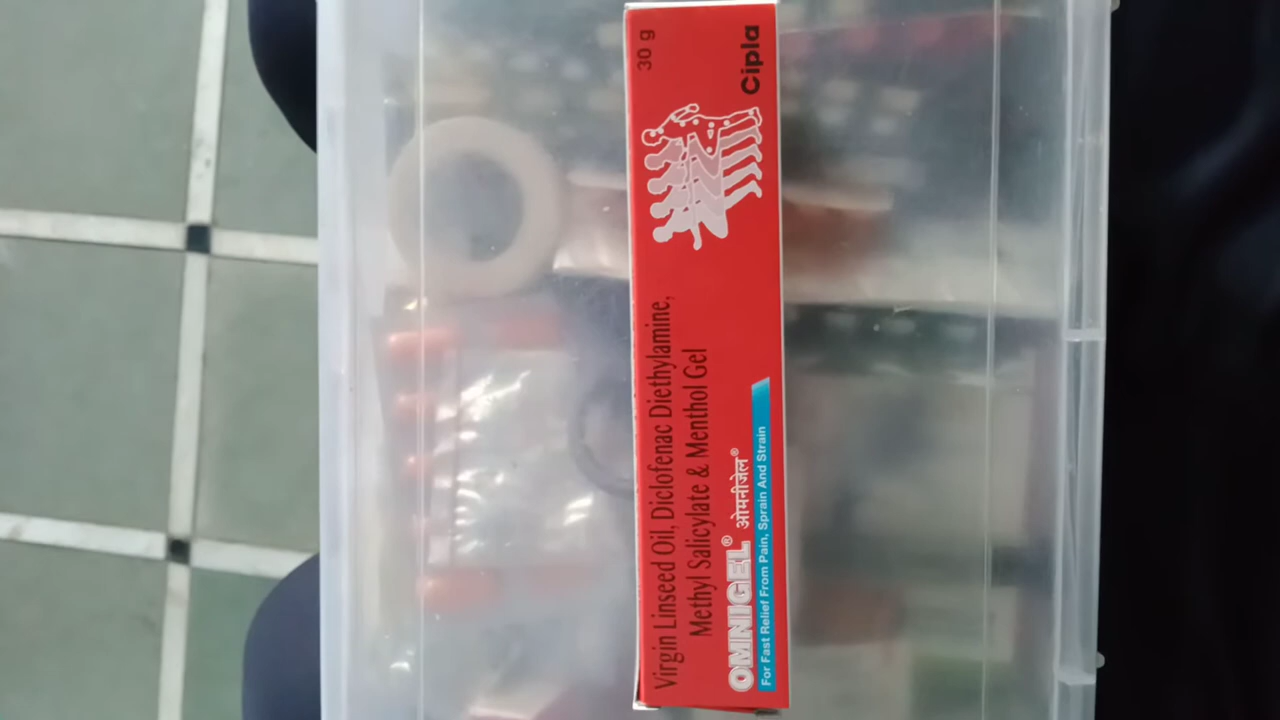 30 g
Cipla
Virgin Linseed Oil, Diclofenac Diethylamine,
Methyl Salicylate & Menthol Gel
OMNIGEL® ओमनीजेल®
For Fast Relief From Pain, Sprain And Strain